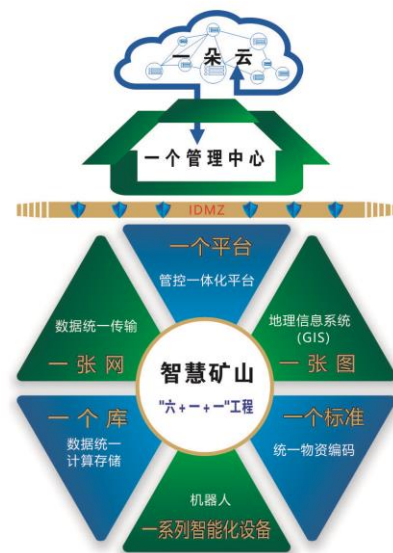 一朵云
一个管理中心
IDMZ
一个平台
管控一体化平台
数据统一传输
一张网
地理信息系统
(GIS)
一张图
智慧矿山
"六+一+一"工程
一个库
数据统一
计算存储
一个标准
统一物资编码
机器人
一系列智能化设备